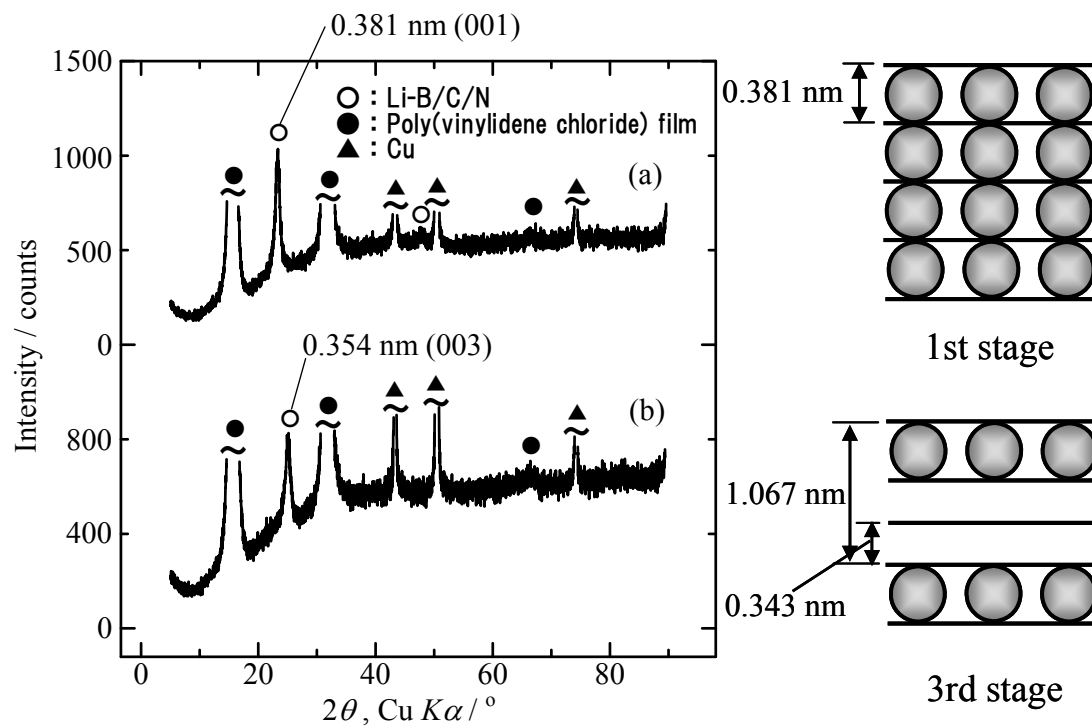 0.381 nm (001)
1500
1000
500
0
: Li-B/C/N
: Poly(vinylidene chloride) film
: Cu
(a)
0.354 nm (003)
800
400
0
(b)
Intensity / counts
0 20 40 60 80
2θ , Cu Kα / °
0.381 nm
1st stage
1.067 nm
0.343 nm
3rd stage